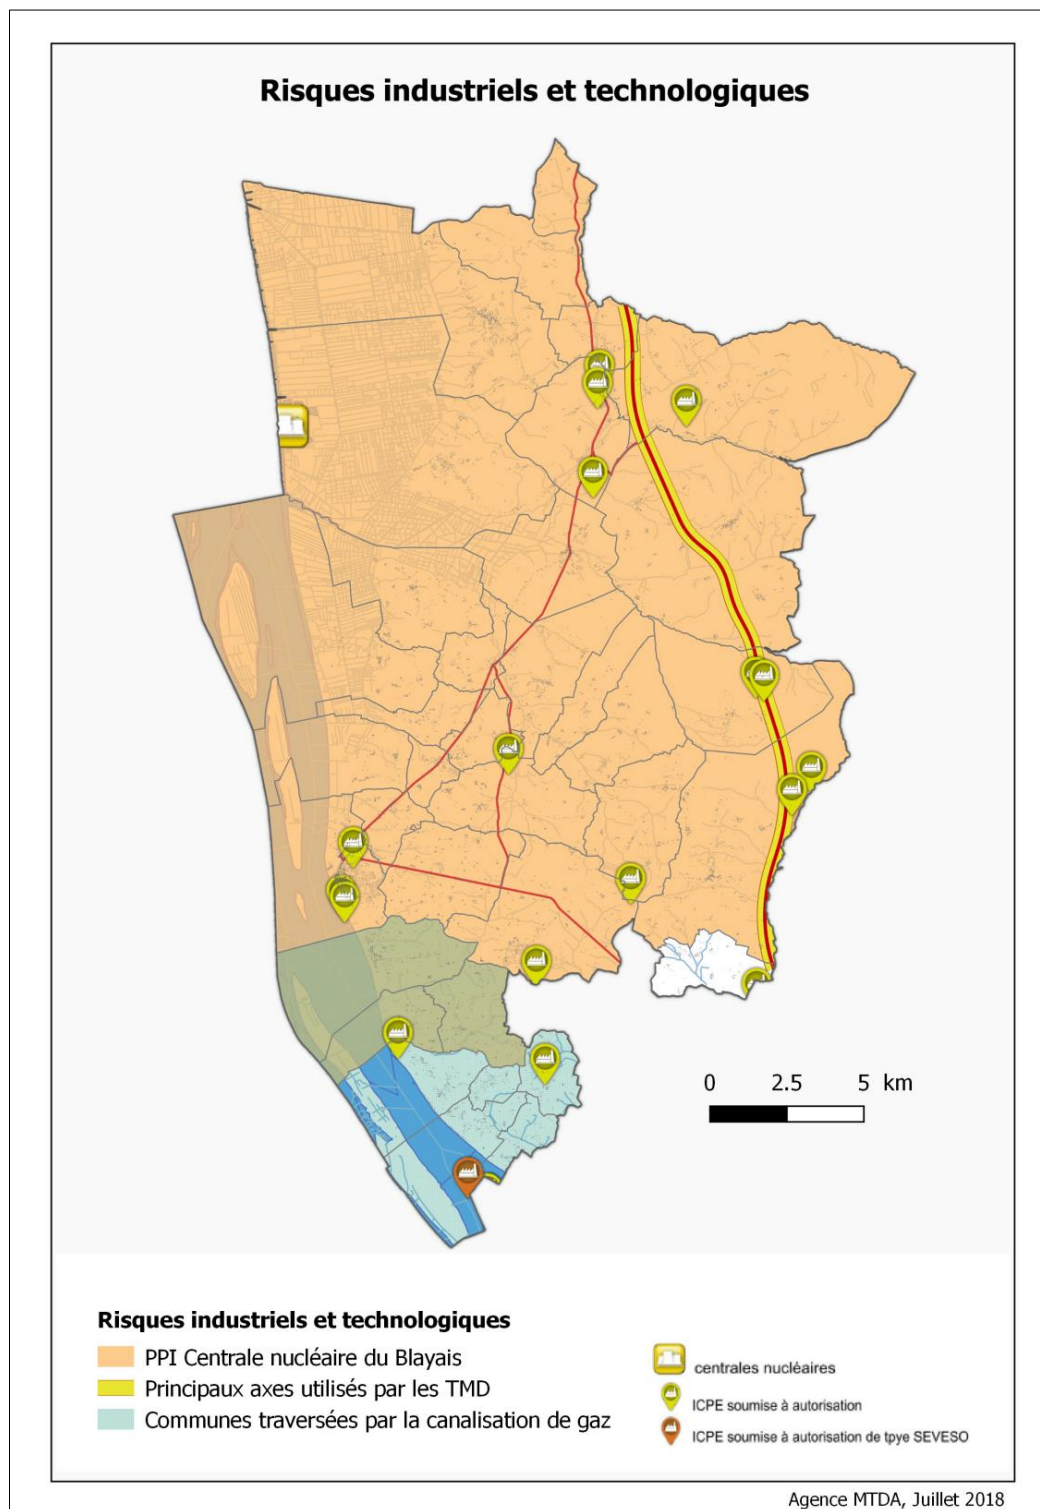 Risques industriels et technologiques
0 2.5 5 km
Risques industriels et technologiques
PPI Centrale nucléaire du Blayais
Principaux axes utilisés par les TMD
Communes traversées par la canalisation de gaz
centrales nucléaires
ICPE soumise à autorisation
ICPE soumise à autorisation de tpye SEVESO
Agence MTDA, Juillet 2018